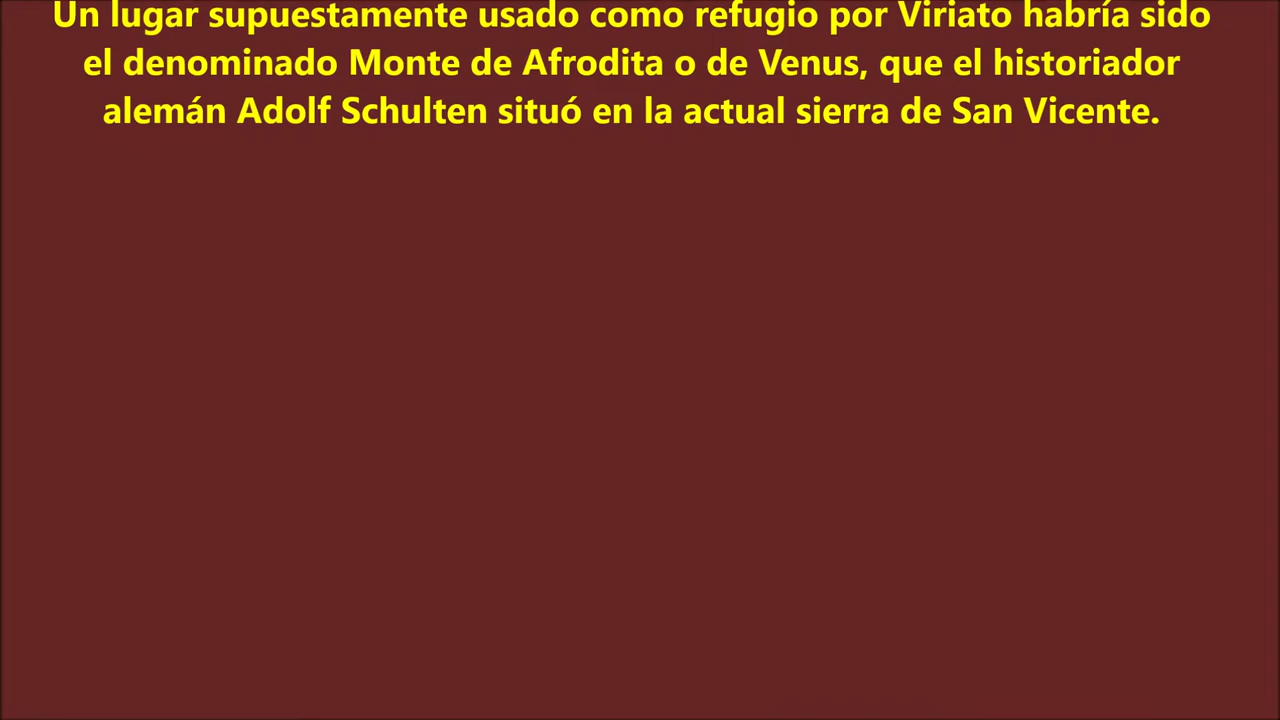 Un lugar supuestamente usado como refugio por Viriato habría sido
el denominado Monte de Afrodita o de Venus, que el historiador
alemán Adolf Schulten situó en la actual sierra de San Vicente.